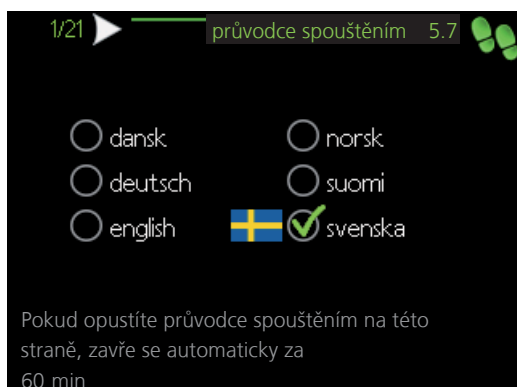 1/21 průvodce spouštěním 5.7
dansk norsk
deutsch suomi
english svenska
Pokud opustíte průvodce spouštěním na této
straně, zavře se automaticky za
60 min